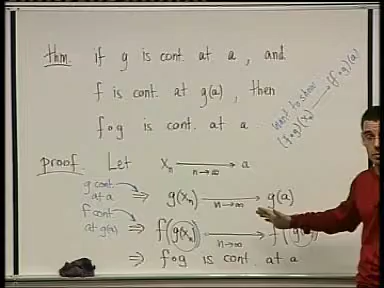 thm. if g is cont. at a, and
f is cont. at g(a), then
f∘g is cont. at a
want to show
(f∘g)(xₙ) → (f∘g)(a)
proof. Let xₙ → a
n→∞
g cont. at a ⇒ g(xₙ) → g(a)
n→∞
f cont. at g(a) ⇒ f(g(xₙ)) → f(g
n→∞
⇒ f∘g is cont. at a